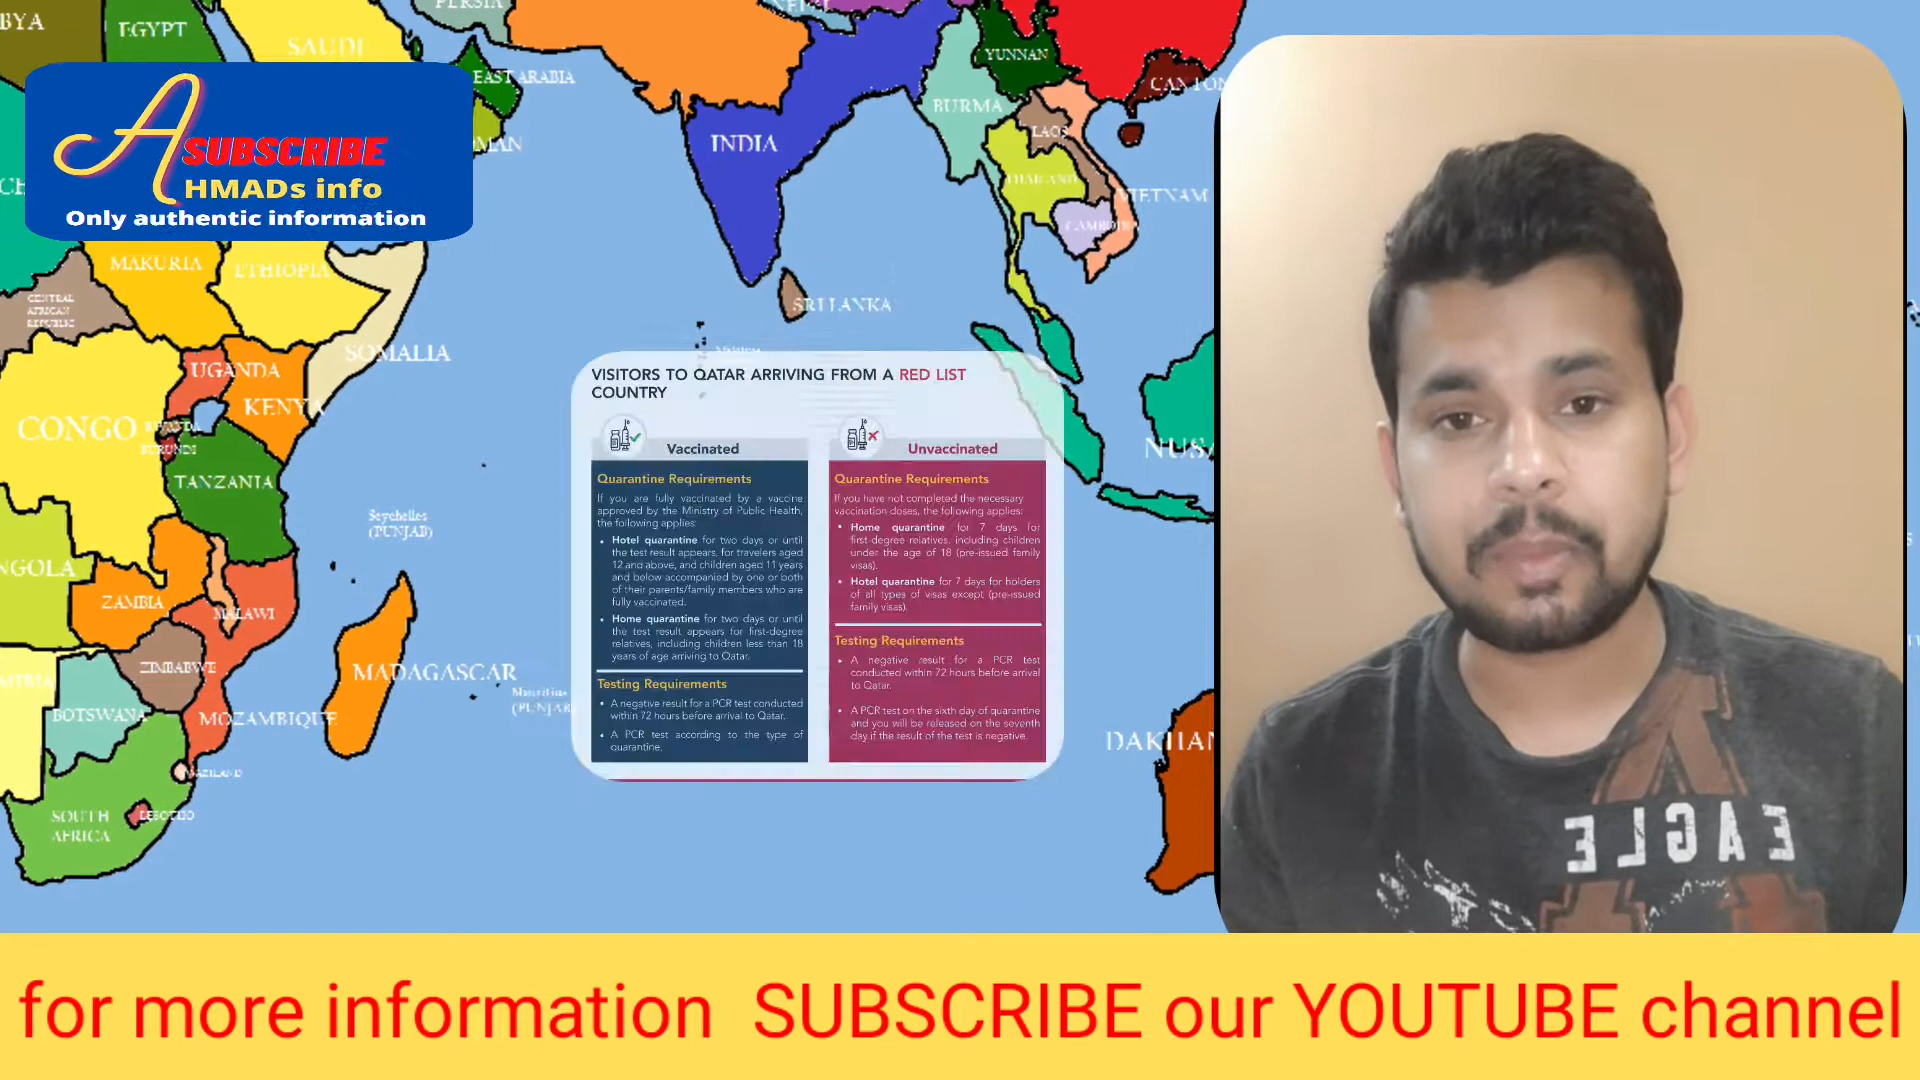 BYA
EGYPT
SAUDI
PERSIA
EAST ARABIA
MAN
INDIA
YUNNAN
BURMA
CANTON
LAOS
THAILAND
VIETNAM
CAMBODIA
SUBSCRIBE
HMADs info
Only authentic information
MAKURIA
ETHIOPIA
CENTRAL
AFRICAN
REPUBLIC
SRI LANKA
SOMALIA
UGANDA
KENYA
CONGO
BURUNDI
TANZANIA
Seychelles
(PUNJAB)
NGOLA
ZAMBIA
MALAWI
ZIMBABWE
MADAGASCAR
Mauritius
(PUNJAB)
BOTSWANA
MOZAMBIQUE
SOUTH
AFRICA
LESOTHO
NUSA
DAKHAN
VISITORS TO QATAR ARRIVING FROM A RED LIST
COUNTRY
Vaccinated
Quarantine Requirements
If you are fully vaccinated by a vaccine
approved by the Ministry of Public Health,
the following applies:
• Hotel quarantine for two days or until
the test result appears, for travelers aged
12 and above, and children aged 11 years
and below accompanied by one or both
of their parents/family members who are
fully vaccinated.
• Home quarantine for two days or until
the test result appears for first-degree
relatives, including children less than 18
years of age arriving to Qatar.
Testing Requirements
• A negative result for a PCR test conducted
within 72 hours before arrival to Qatar.
• A PCR test according to the type of
quarantine.
Unvaccinated
Quarantine Requirements
If you have not completed the necessary
vaccination doses, the following applies:
• Home quarantine for 7 days for
first-degree relatives, including children
under the age of 18 (pre-issued family
visas).
• Hotel quarantine for 7 days for holders
of all types of visas except (pre-issued
family visas).
Testing Requirements
• A negative result for a PCR test
conducted within 72 hours before arrival
to Qatar.
• A PCR test on the sixth day of quarantine
and you will be released on the seventh
day if the result of the test is negative.
EAGLE
for more information SUBSCRIBE our YOUTUBE channel